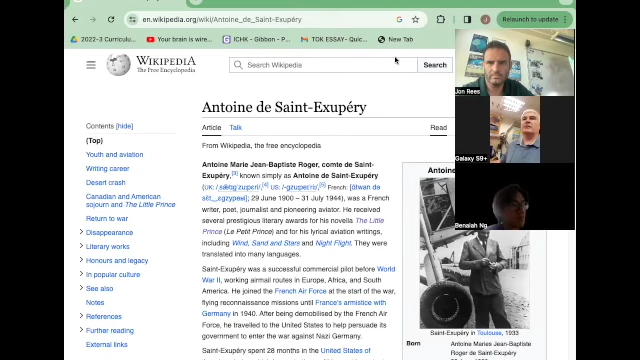 en.wikipedia.org/wiki/Antoine_de_Saint-Exupéry
Relaunch to update
2022-3 Curriculu...
Your brain is wire...
ICHK - Gibbon - P...
TOK ESSAY- Quic...
New Tab
WIKIPEDIA
The Free Encyclopedia
Search Wikipedia
Search
Jon Rees
Galaxy S9+
Benaiah Ng
Contents [hide]
(Top)
Youth and aviation
Writing career
Desert crash
Canadian and American
sojourn and The Little Prince
Return to war
Disappearance
Literary works
Honours and legacy
In popular culture
See also
Notes
References
Further reading
External links
Antoine de Saint-Exupéry
Article
Talk
Read
From Wikipedia, the free encyclopedia
Antoine Marie Jean-Baptiste Roger, comte de Saint-
Exupéry,[3] known simply as Antoine de Saint-Exupéry
29 June 1900 – 31 July 1944), was a French
writer, poet, journalist and pioneering aviator. He received
several prestigious literary awards for his novella The Little
Prince (Le Petit Prince) and for his lyrical aviation writings,
including Wind, Sand and Stars and Night Flight. They were
translated into many languages.
Saint-Exupéry was a successful commercial pilot before World
War II, working airmail routes in Europe, Africa, and South
America. He joined the French Air Force at the start of the war,
flying reconnaissance missions until France's armistice with
Germany in 1940. After being demobilised by the French Air
Force, he travelled to the United States to help persuade its
government to enter the war against Nazi Germany.
Saint-Exupéry spent 28 months in the United States of
Antoine
Saint-Exupéry in Toulouse, 1933
Born
Antoine Maries Jean-Baptiste
Roger de Saint-Exupéry